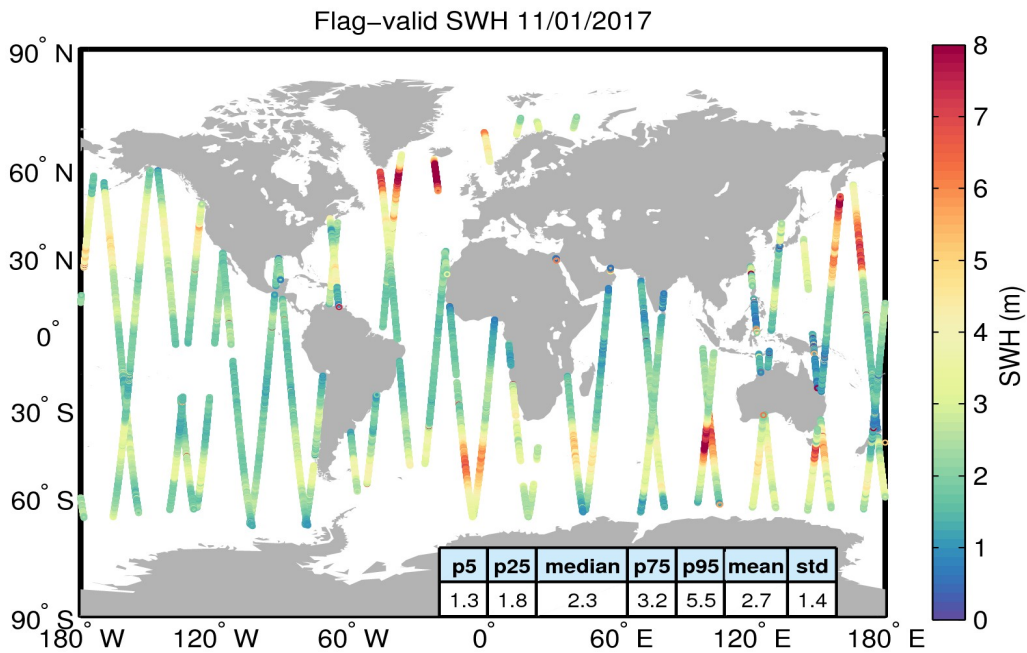 Flag−valid SWH 11/01/2017
90° N
60° N
30° N
0°
30° S
60° S
90° S
180° W
120° W
60° W
0°
60° E
120° E
180° E
p5 p25 median p75 p95 mean std
1.3 1.8 2.3 3.2 5.5 2.7 1.4
8
7
6
5
4
3
2
1
0
SWH (m)